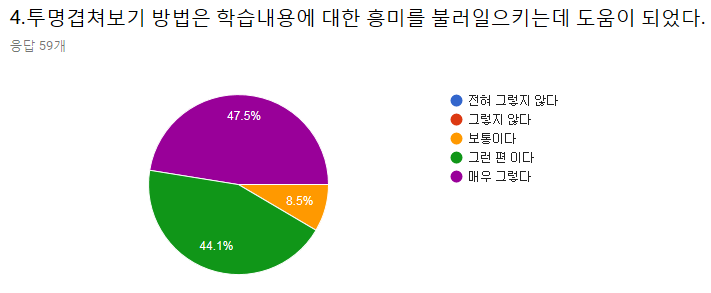 4.투명겹쳐보기 방법은 학습내용에 대한 흥미를 불러일으키는데 도움이 되었다.
응답 59개
47.5%
8.5%
44.1%
전혀 그렇지 않다
그렇지 않다
보통이다
그런 편 이다
매우 그렇다